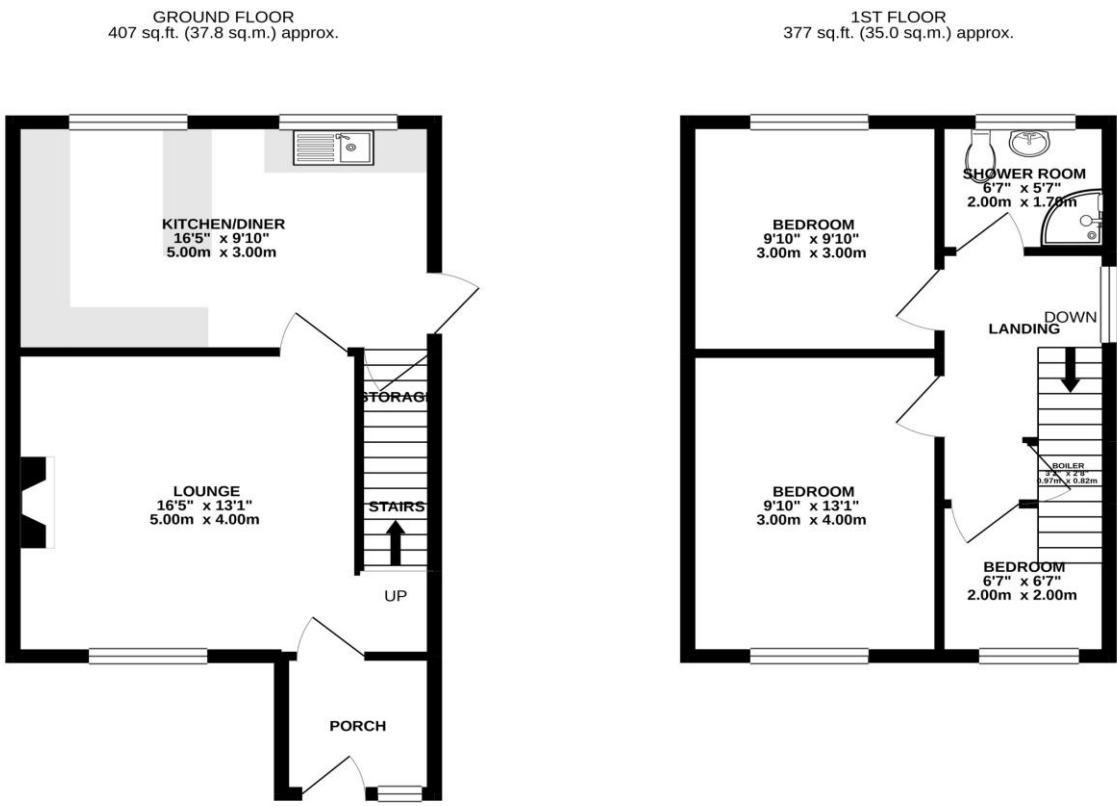 GROUND FLOOR
407 sq.ft. (37.8 sq.m.) approx.
KITCHEN/DINER
16'5" x 9'10"
5.00m x 3.00m
STORAGE
LOUNGE
16'5" x 13'1"
5.00m x 4.00m
STAIRS
UP
PORCH
1ST FLOOR
377 sq.ft. (35.0 sq.m.) approx.
SHOWER ROOM
6'7" x 5'7"
2.00m x 1.70m
BEDROOM
9'10" x 9'10"
3.00m x 3.00m
DOWN
LANDING
BOILER
3'2" x 2'8"
0.97m x 0.82m
BEDROOM
9'10" x 13'1"
3.00m x 4.00m
BEDROOM
6'7" x 6'7"
2.00m x 2.00m